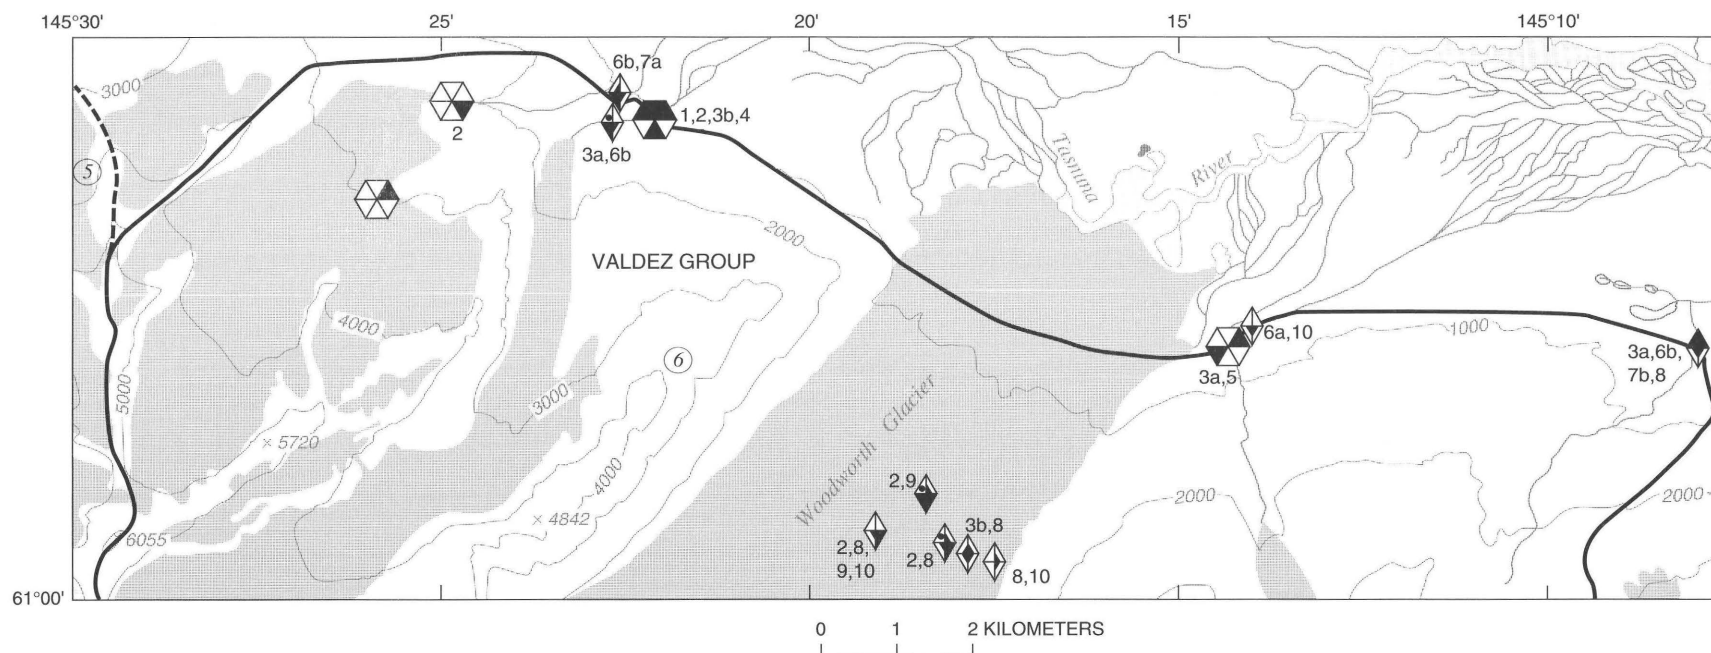 145°30'
25'
20'
15'
145°10'
3000
6b,7a
1,2,3b,4
2
3a,6b
5
Tasnuna
River
2000
VALDEZ GROUP
4000
6
6a,10
1000
3a,6b,
7b,8
3a,5
5000
3000
Woodworth Glacier
× 5720
4000
2,9
2000
2000
× 4842
3b,8
6055
2,8,
9,10
2,8
8,10
61°00'
0 1 2 KILOMETERS